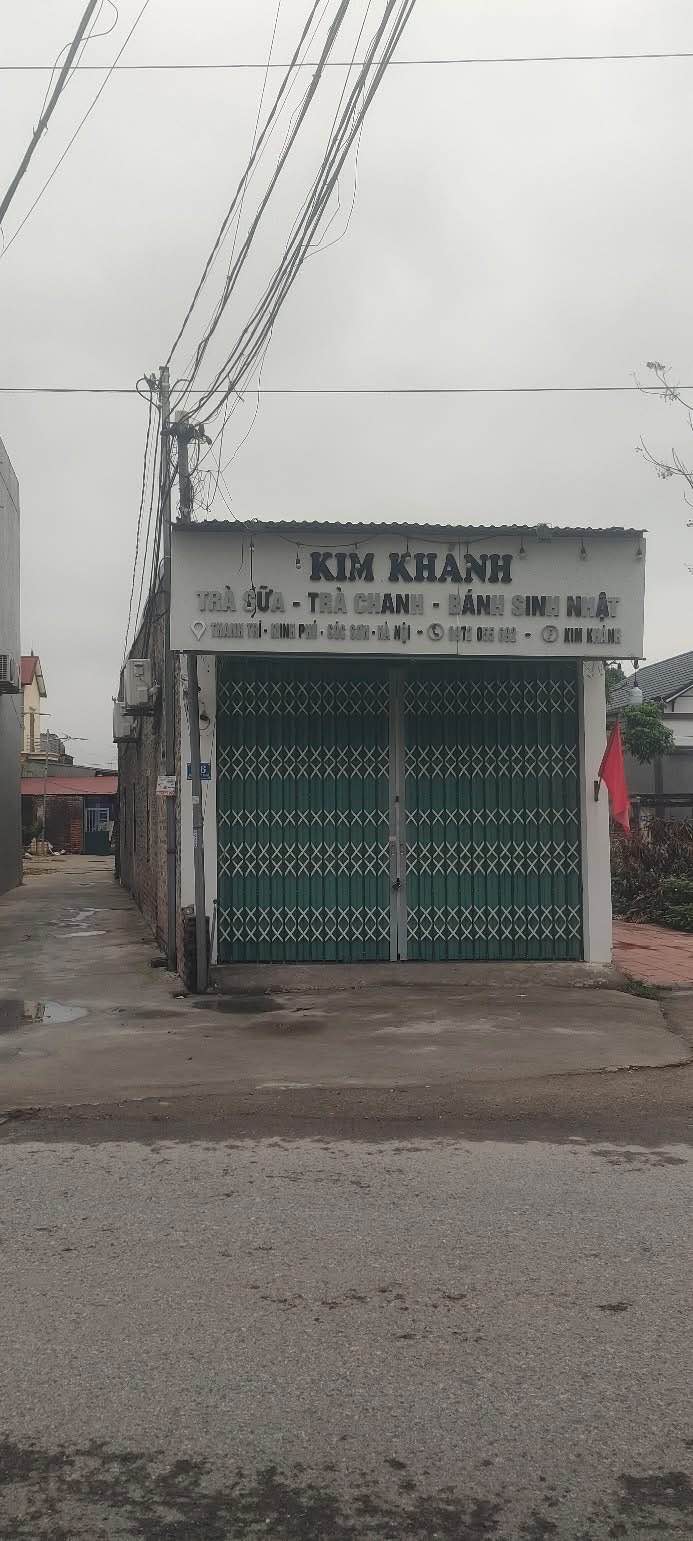 KIM KHANH
TRÀ SỮA - TRÀ CHANH - BÁNH SINH NHẬT
THANH TRÍ - MINH PHÚ - SÓC SƠN - HÀ NỘI - - KIM KHÁNH